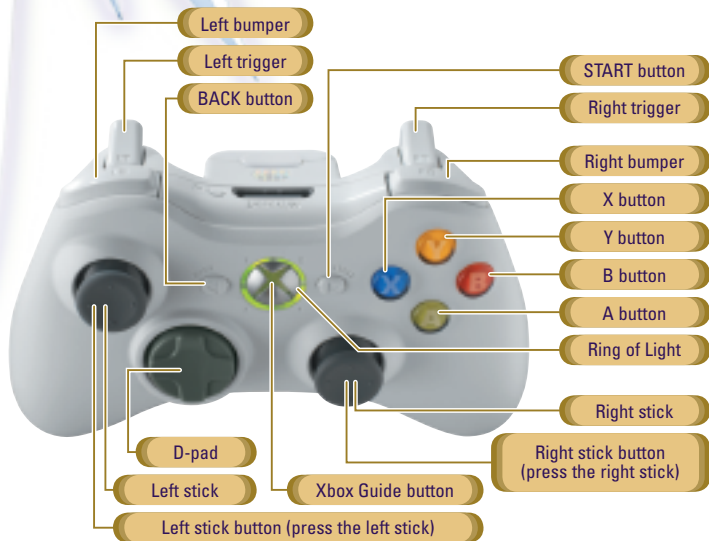 Left bumper
Left trigger
BACK button
START button
Right trigger
Right bumper
X button
Y button
B button
A button
Ring of Light
Right stick
Right stick button
(press the right stick)
D-pad
Left stick
Xbox Guide button
Left stick button (press the left stick)
X
B